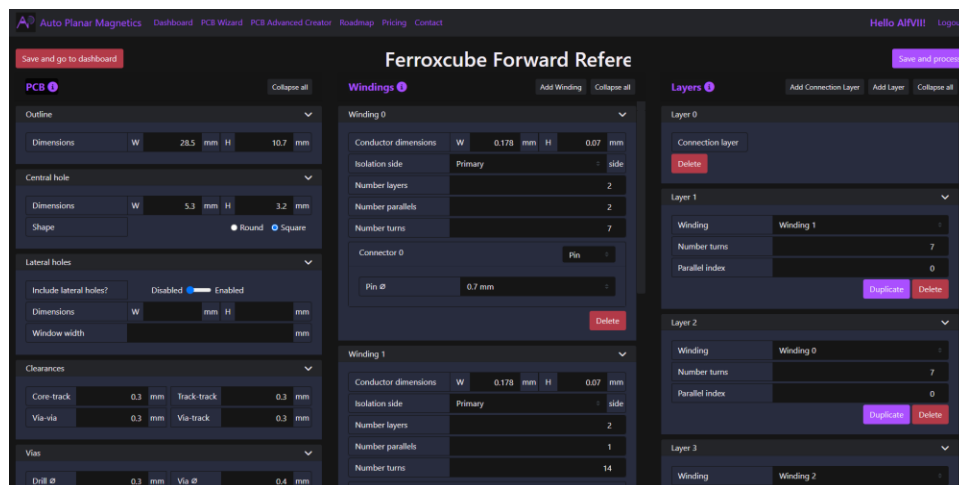 Auto Planar Magnetics Dashboard PCB Wizard PCB Advanced Creator Roadmap Pricing Contact Hello AlfVII!
Save and go to dashboard Ferroxcube Forward Refere Save and process
PCB Collapse all
Outline
Dimensions W 28.5 mm H 10.7 mm
Central hole
Dimensions W 5.3 mm H 3.2 mm
Shape Round Square
Lateral holes
Include lateral holes? Disabled Enabled
Dimensions W mm H mm
Window width mm
Clearances
Core-track 0.3 mm Track-track 0.3 mm
Via-via 0.3 mm Via-track 0.3 mm
Vias
Drill Ø 0.3 mm Via Ø 0.4 mm
Windings Add Winding Collapse all
Winding 0
Conductor dimensions W 0.178 mm H 0.07 mm
Isolation side Primary side
Number layers 2
Number parallels 2
Number turns 7
Connector 0 Pin
Pin Ø 0.7 mm
Delete
Winding 1
Conductor dimensions W 0.178 mm H 0.07 mm
Isolation side Primary side
Number layers 2
Number parallels 1
Number turns 14
Layers Add Connection Layer Add Layer Collapse all
Layer 0
Connection layer
Delete
Layer 1
Winding Winding 1
Number turns 7
Parallel index 0
Duplicate Delete
Layer 2
Winding Winding 0
Number turns 7
Parallel index 0
Duplicate Delete
Layer 3
Winding Winding 2